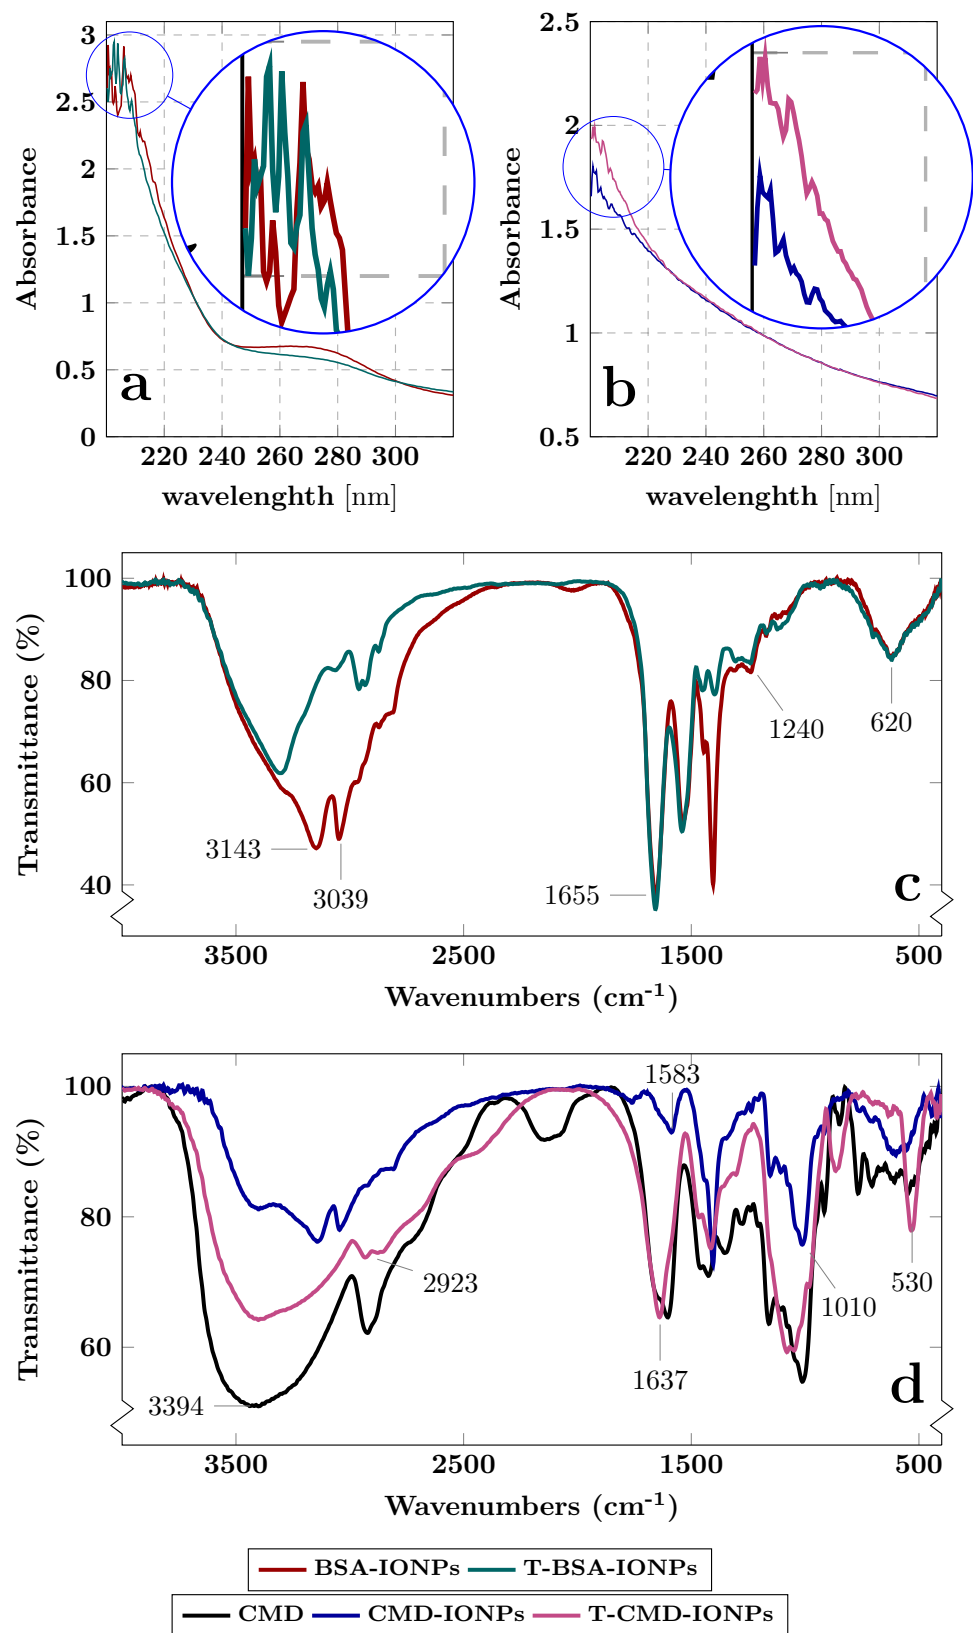 3
2.5
2
1.5
1
0.5
0
Absorbance
a
220 240 260 280 300
wavelenghth [nm]
2.5
2
1.5
1
0.5
Absorbance
b
220 240 260 280 300
wavelenghth [nm]
100
80
60
40
Transmittance (%)
3143
3039
1655
1240
620
c
3500 2500 1500 500
Wavenumbers (cm-1)
100
80
60
Transmittance (%)
1583
2923
3394
1637
1010
530
d
3500 2500 1500 500
Wavenumbers (cm-1)
BSA-IONPs T-BSA-IONPs
CMD CMD-IONPs T-CMD-IONPs